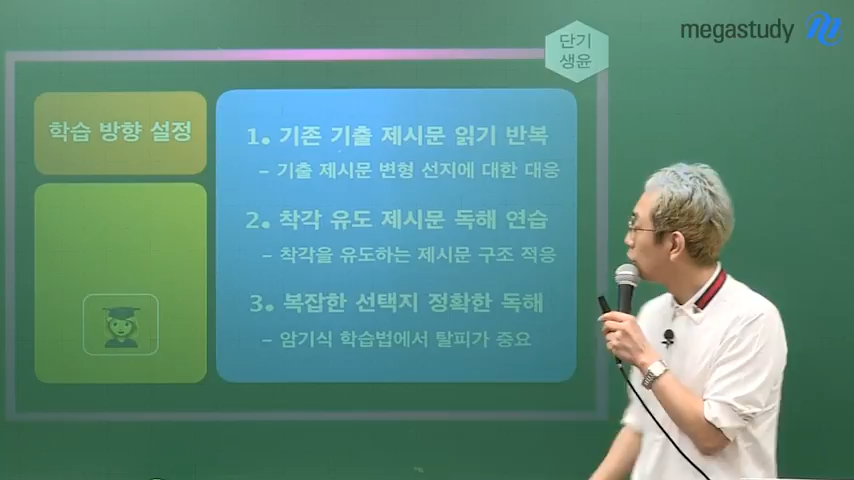 megastudy
단기
생윤
학습 방향 설정
1. 기존 기출 제시문 읽기 반복
- 기출 제시문 변형 선지에 대한 대응
2. 착각 유도 제시문 독해 연습
- 착각을 유도하는 제시문 구조 적응
3. 복잡한 선택지 정확한 독해
- 암기식 학습법에서 탈피가 중요